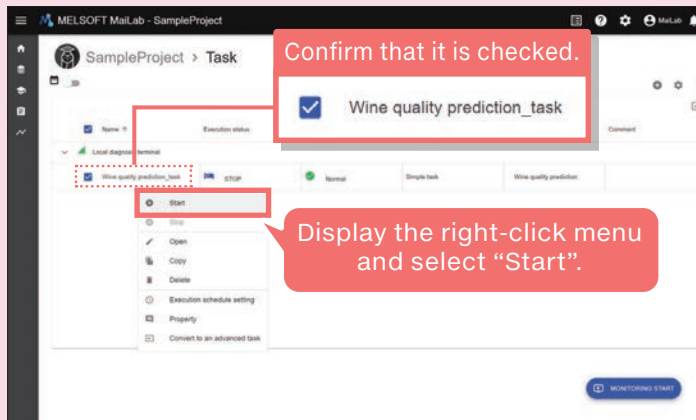 MELSOFT MaiLab - SampleProject
MaiLab
SampleProject > Task
Confirm that it is checked.
Wine quality prediction_task
Name ↑
Execution status
Comment
Local diagnosis terminal
Wine quality prediction_task
STOP
Normal
Simple task
Wine quality prediction
Start
Stop
Open
Copy
Delete
Execution schedule setting
Property
Convert to an advanced task
Display the right-click menu
and select “Start”.
MONITORING START